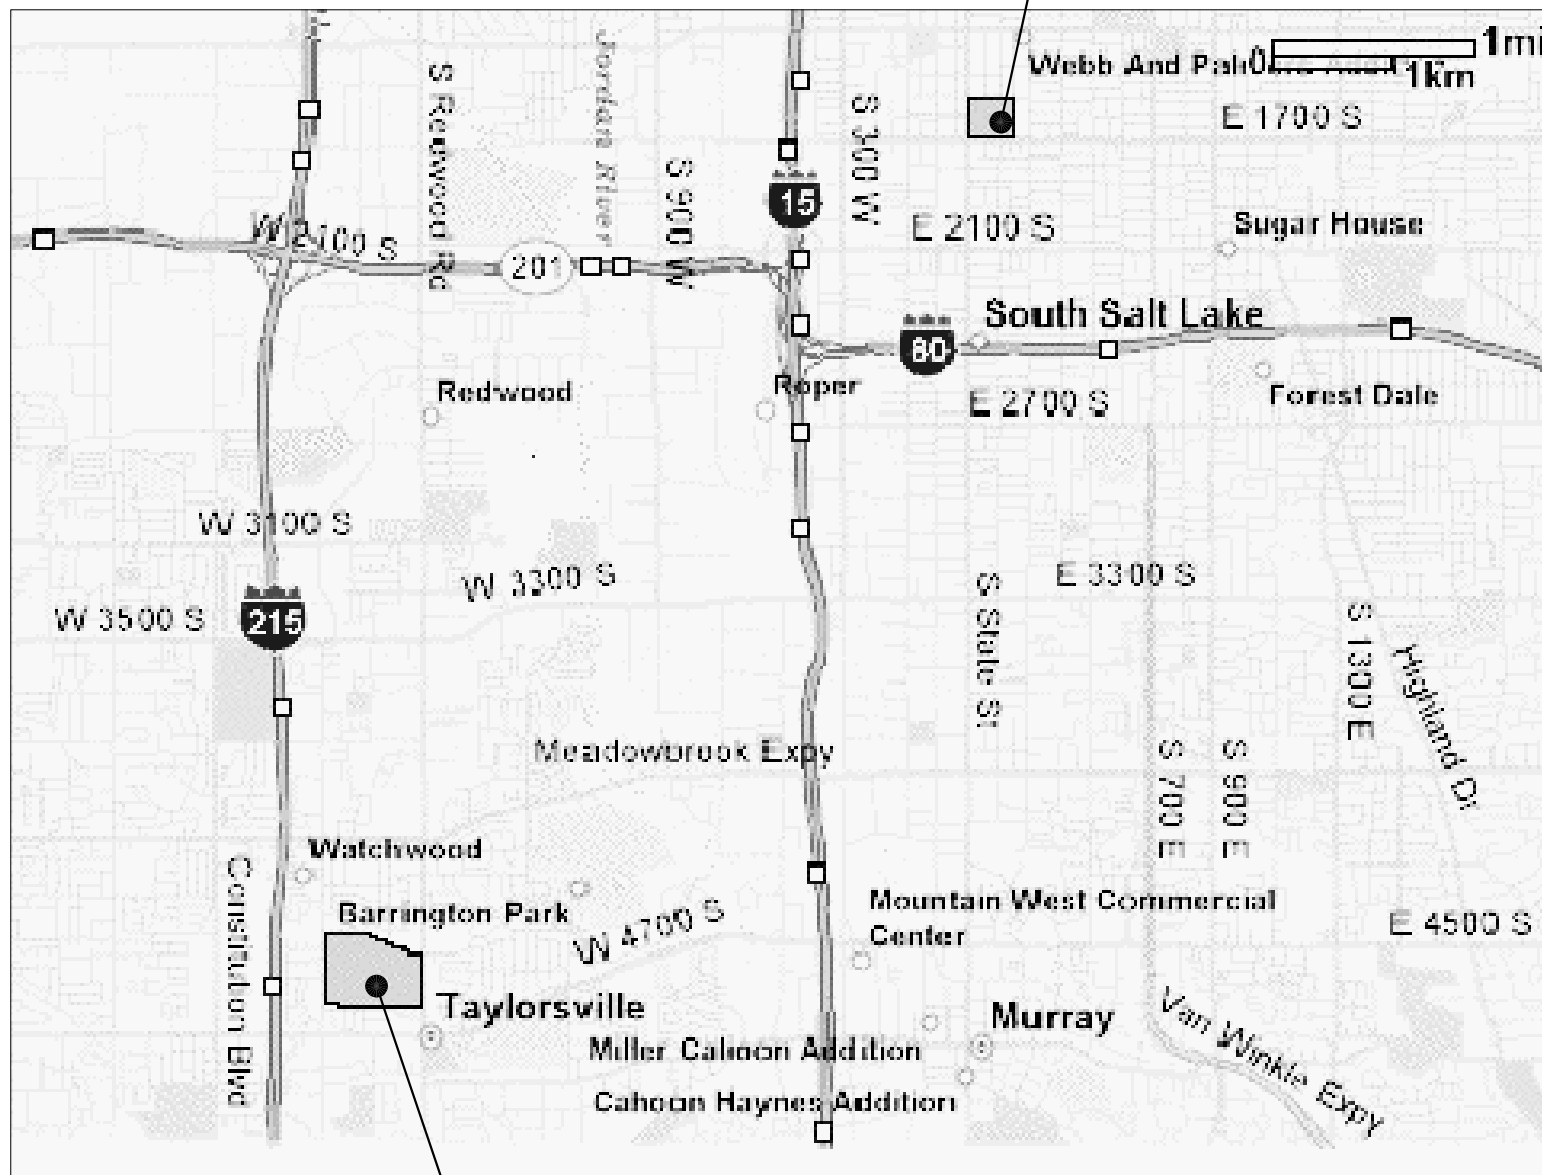 1mi
0
Webb And
1km
S Redwood Rd
Jordan River
S 900 W
S 300 W
E 1700 S
15
W 2100 S
201
E 2100 S
Sugar House
South Salt Lake
80
Redwood
Roper
E 2700 S
Forest Dale
W 3100 S
W 3300 S
E 3300 S
W 3500 S
215
S State St
S 1300 E
Highland Dr
Meadowbrook Expy
S 700 E
S 900 E
Watchwood
Constitution Blvd
Barrington Park
W 4700 S
Mountain West Commercial
Center
E 4500 S
Taylorsville
Murray
Van Winkle Expy
Miller Cahoon Addition
Cahoon Haynes Addition